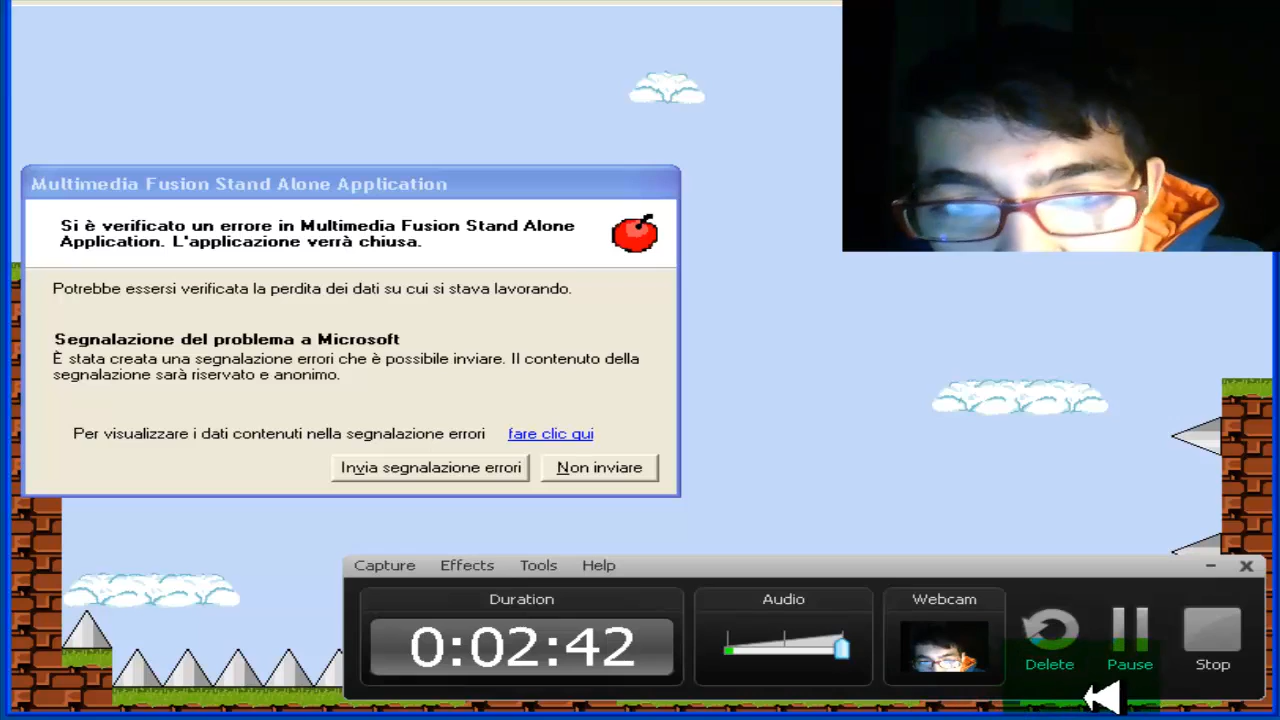 Multimedia Fusion Stand Alone Application
Si è verificato un errore in Multimedia Fusion Stand Alone
Application. L'applicazione verrà chiusa.
Potrebbe essersi verificata la perdita dei dati su cui si stava lavorando.
Segnalazione del problema a Microsoft
È stata creata una segnalazione errori che è possibile inviare. Il contenuto della
segnalazione sarà riservato e anonimo.
Per visualizzare i dati contenuti nella segnalazione errori fare clic qui
Invia segnalazione errori Non inviare
Capture Effects Tools Help
Duration Audio Webcam
0:02:42
Delete Pause Stop